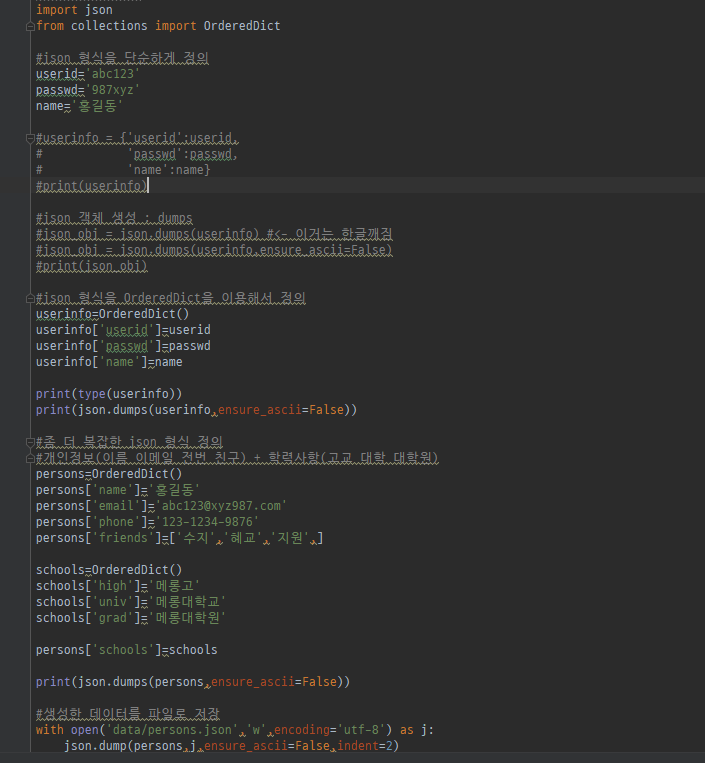 import json
from collections import OrderedDict
#json 형식을 단순하게 정의
userid='abc123'
passwd='987xyz'
name='홍길동'
#userinfo = {'userid':userid,
#            'passwd':passwd,
#            'name':name}
#print(userinfo)
#json 객체 생성 : dumps
#json_obj = json.dumps(userinfo) #<- 이거는 한글깨짐
#json_obj = json.dumps(userinfo,ensure_ascii=False)
#print(json_obj)
#json 형식을 OrderedDict을 이용해서 정의
userinfo=OrderedDict()
userinfo['userid']=userid
userinfo['passwd']=passwd
userinfo['name']=name
print(type(userinfo))
print(json.dumps(userinfo,ensure_ascii=False))
#좀 더 복잡한 json 형식 정의
#개인정보(이름 이메일 전번 친구) + 학력사항(고교 대학 대학원)
persons=OrderedDict()
persons['name']='홍길동'
persons['email']='abc123@xyz987.com'
persons['phone']='123-1234-9876'
persons['friends']=['수지','혜교','지원',]
schools=OrderedDict()
schools['high']='메롱고'
schools['univ']='메롱대학교'
schools['grad']='메롱대학원'
persons['schools']=schools
print(json.dumps(persons,ensure_ascii=False))
#생성한 데이터를 파일로 저장
with open('data/persons.json','w',encoding='utf-8') as j:
    json.dump(persons,j,ensure_ascii=False,indent=2)